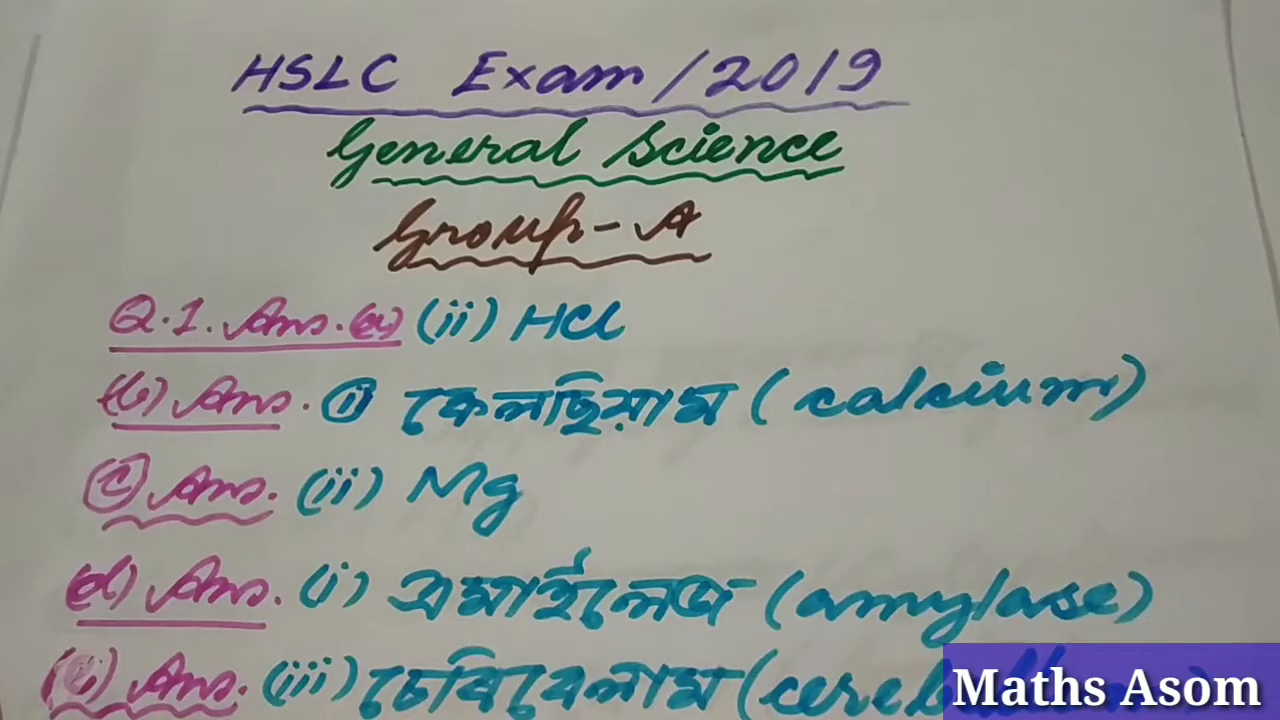 HSLC Exam/2019
General Science
Group-A
Q.1. Ans.(a) (ii) HCl
(b) Ans. (i) কেলছিয়াম (calcium)
(c) Ans. (ii) Mg
(d) Ans. (i) এমাইলেজ (amylase)
(e) Ans. (iii) চেৰিবেলাম (cerebellum)
Maths Asom